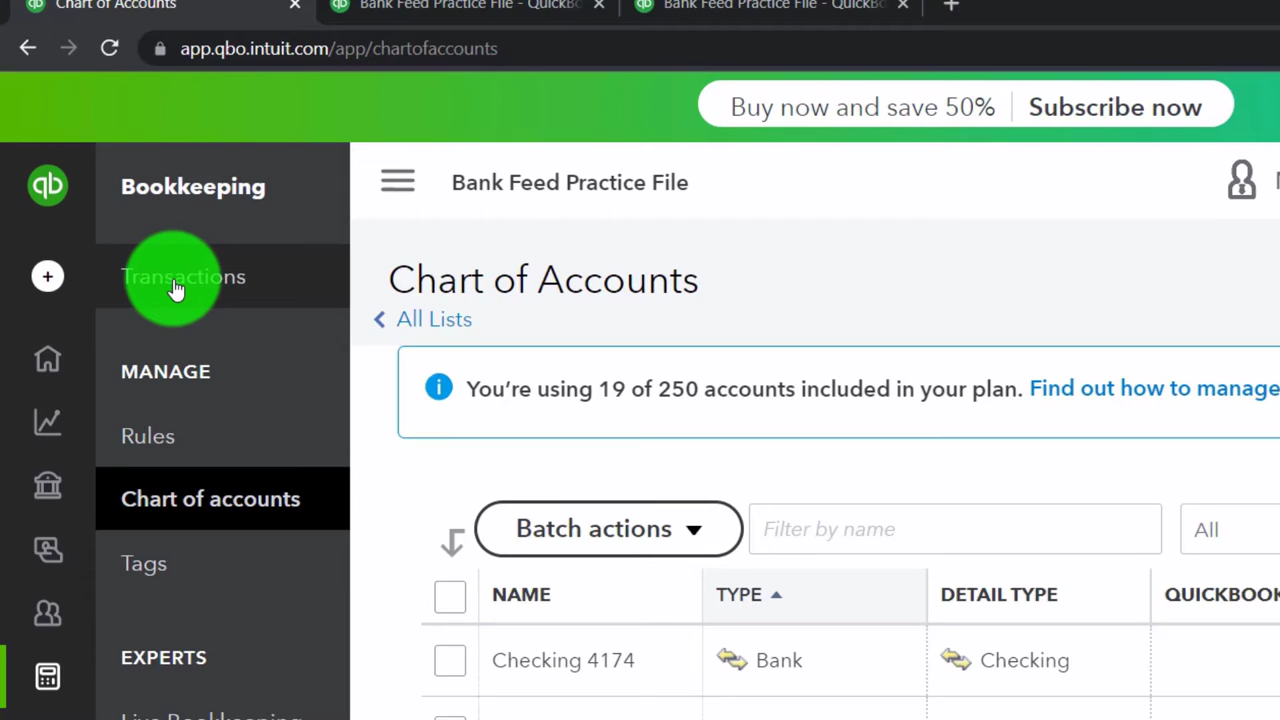 Chart of Accounts
Bank Feed Practice File - QuickBo
Bank Feed Practice File - QuickBo
app.qbo.intuit.com/app/chartofaccounts
Buy now and save 50%
Subscribe now
qb
Bookkeeping
Bank Feed Practice File
Transactions
Chart of Accounts
All Lists
MANAGE
You're using 19 of 250 accounts included in your plan. Find out how to manage
Rules
Chart of accounts
Batch actions
Filter by name
All
Tags
NAME
TYPE
DETAIL TYPE
QUICKBOOK
EXPERTS
Checking 4174
Bank
Checking
Live Bookkeeping